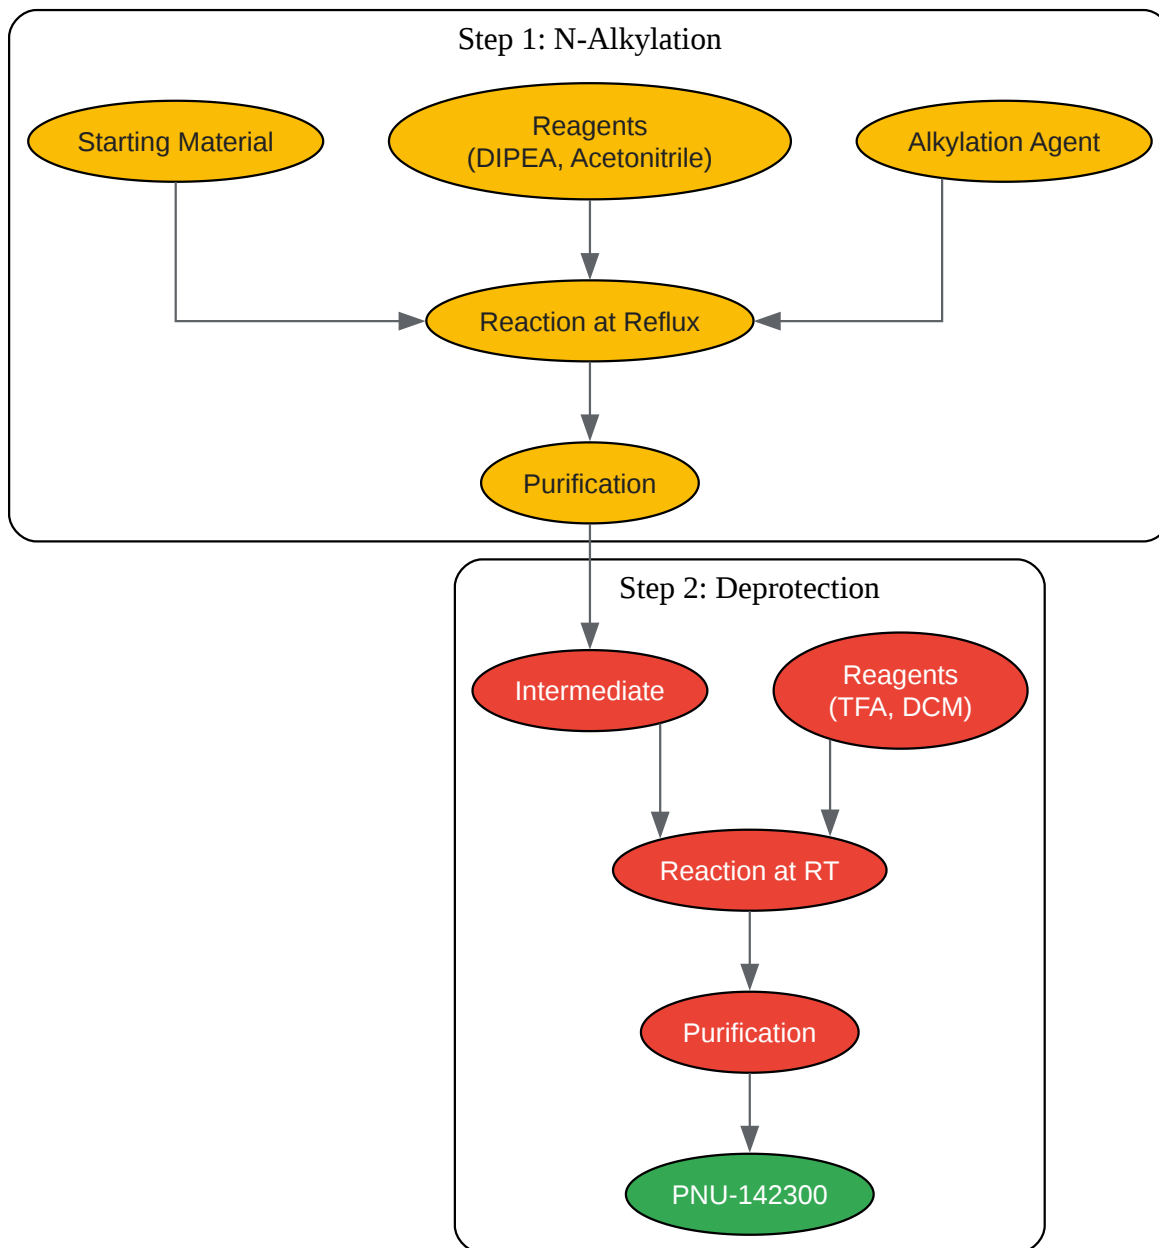 Step 1: N-Alkylation
Starting Material
Reagents
(DIPEA, Acetonitrile)
Alkylation Agent
Reaction at Reflux
Purification
Step 2: Deprotection
Intermediate
Reagents
(TFA, DCM)
Reaction at RT
Purification
PNU-142300